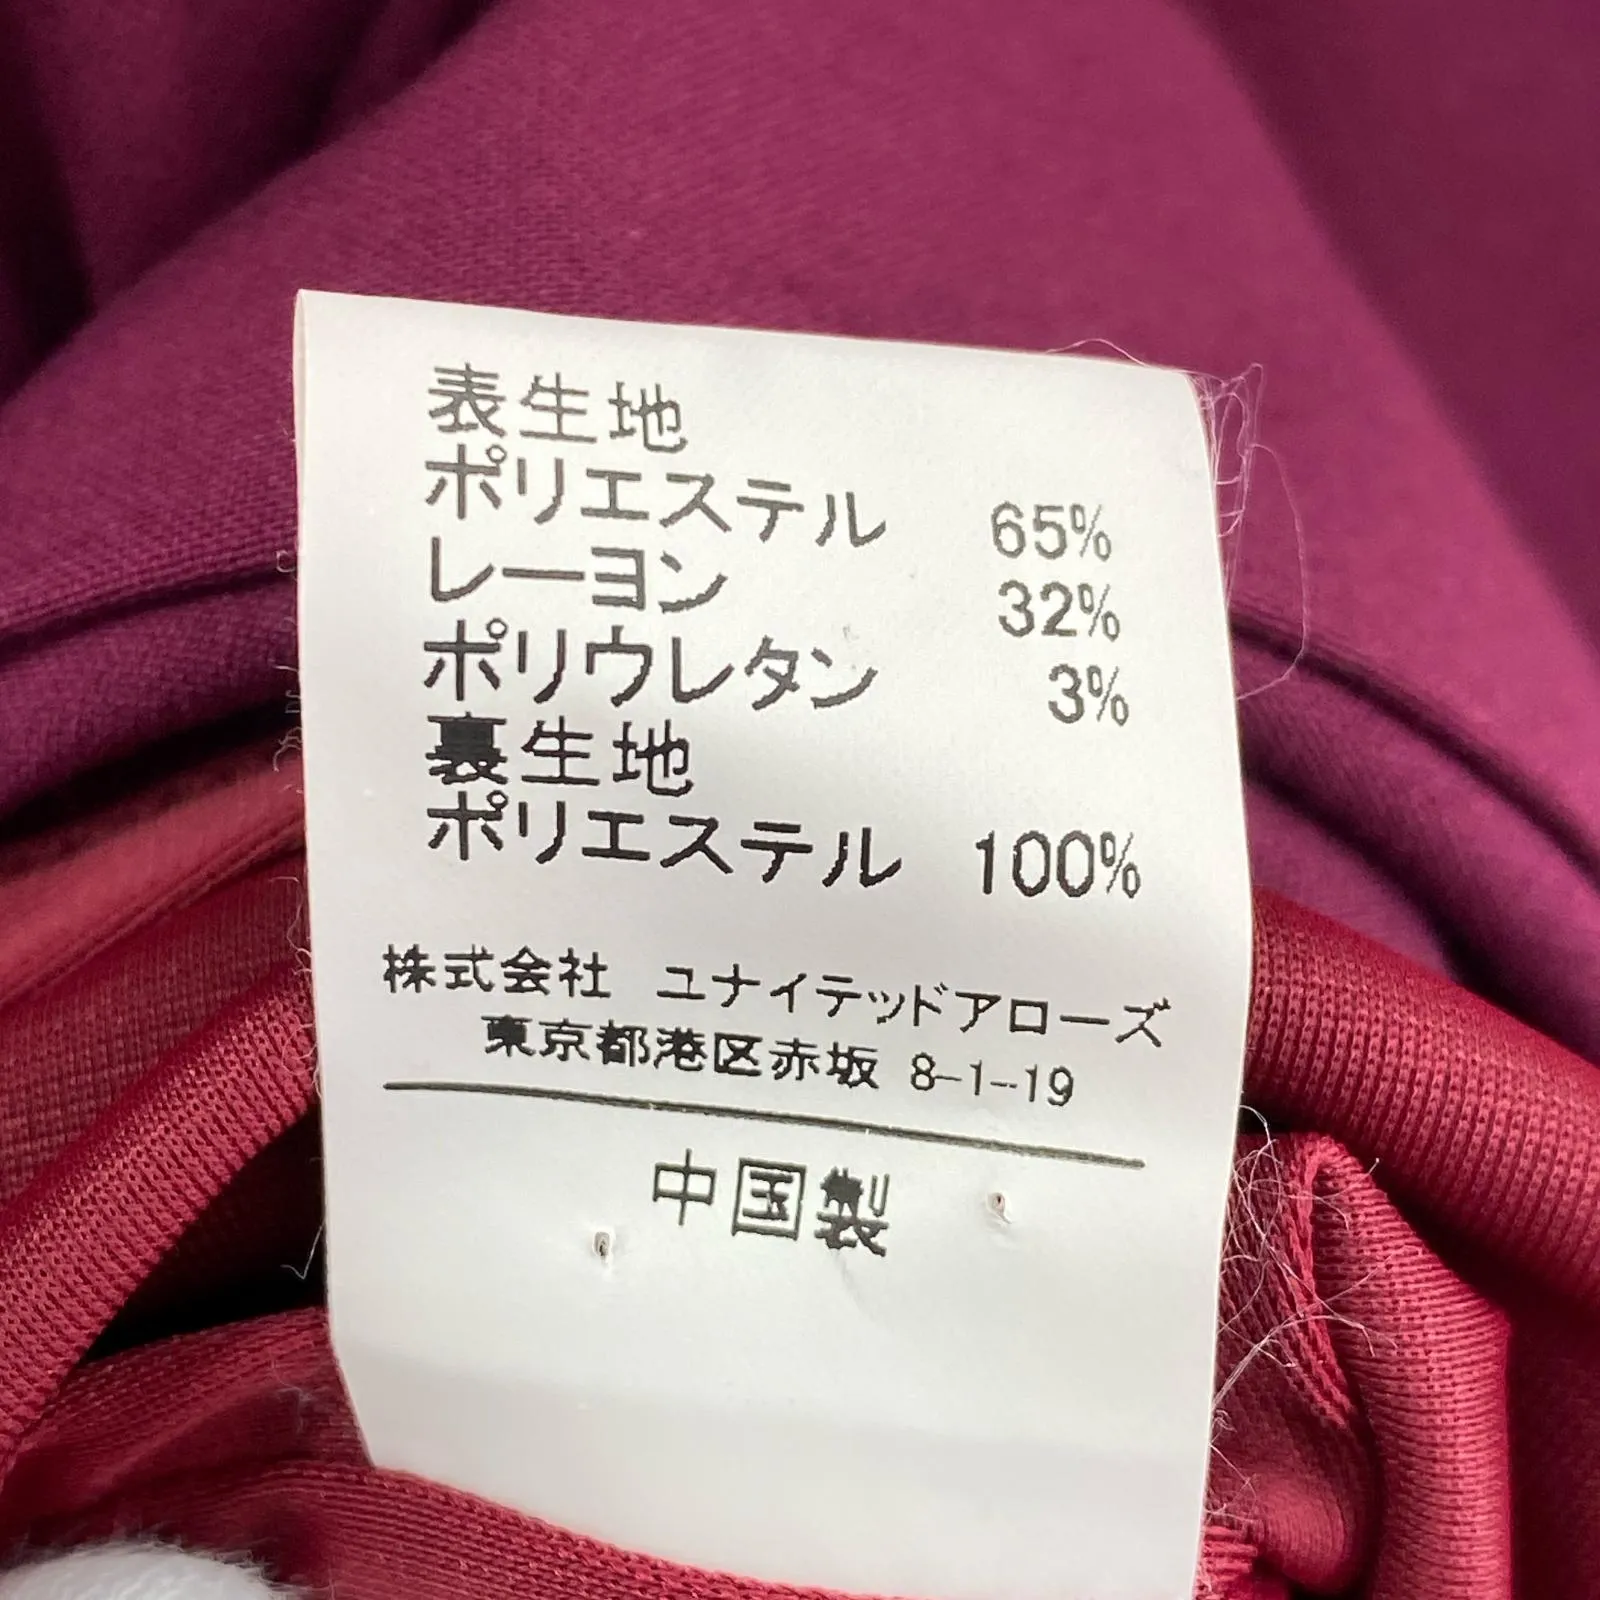 表生地
ポリエステル 65%
レーヨン 32%
ポリウレタン 3%
裏生地
ポリエステル 100%
株式会社 ユナイテッドアローズ
東京都港区赤坂 8-1-19
中国製